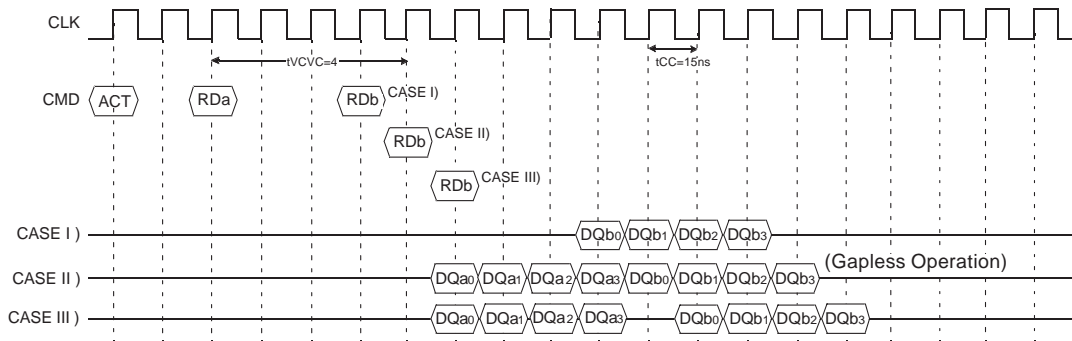 CLK
tVCVC=4
tCC=15ns
CMD ACT RDa RDb CASE I)
RDb CASE II)
RDb CASE III)
CASE I ) DQb0 DQb1 DQb2 DQb3
(Gapless Operation)
CASE II ) DQa0 DQa1 DQa2 DQa3 DQb0 DQb1 DQb2 DQb3
CASE III ) DQa0 DQa1 DQa2 DQa3 DQb0 DQb1 DQb2 DQb3